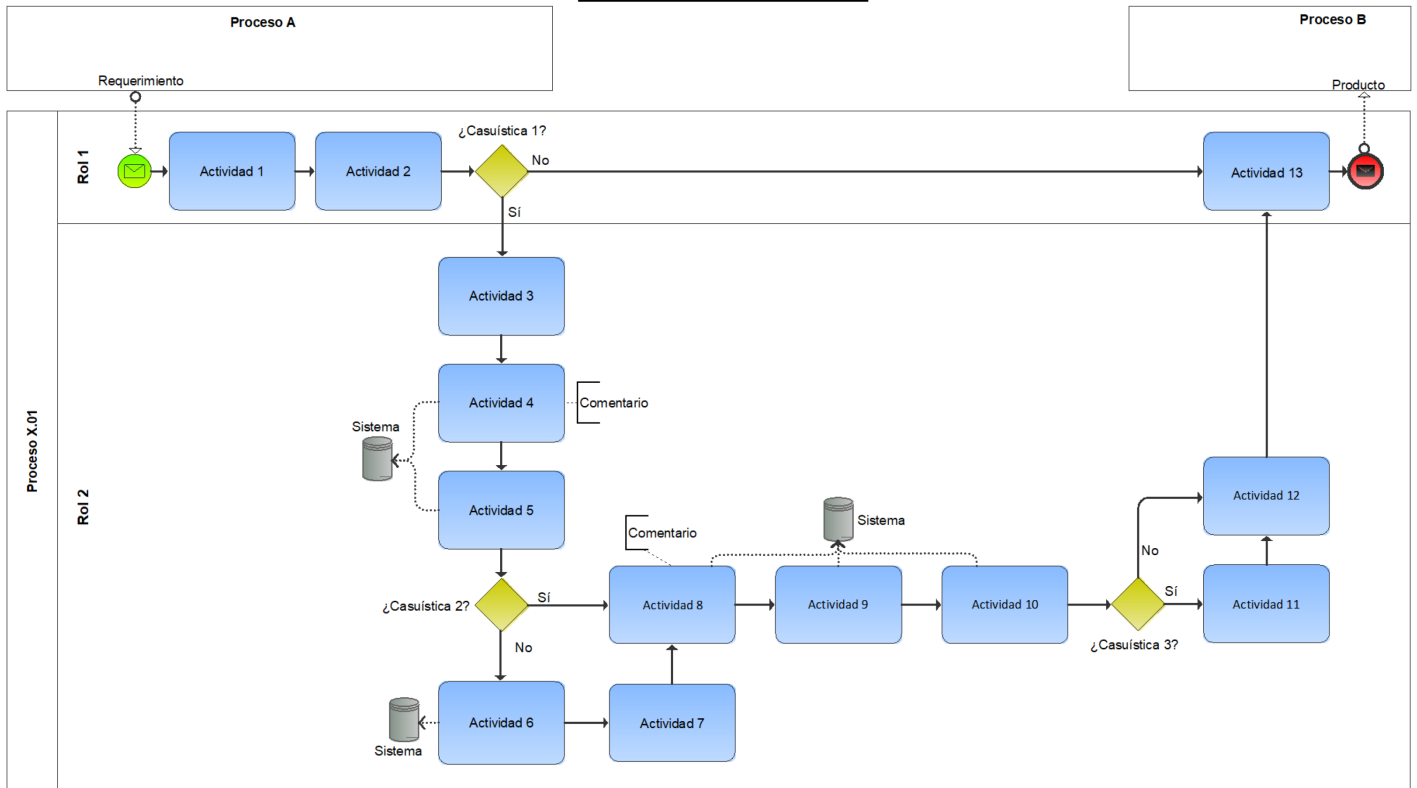 Proceso A
Proceso B
Requerimiento
Producto
Proceso X.01
Rol 1
¿Casuística 1?
Actividad 1
Actividad 2
No
Actividad 13
Sí
Rol 2
Actividad 3
Actividad 4
Comentario
Sistema
Actividad 5
Actividad 12
Comentario
Sistema
No
¿Casuística 2?
Sí
Actividad 8
Actividad 9
Actividad 10
Sí
Actividad 11
No
¿Casuística 3?
Actividad 6
Actividad 7
Sistema